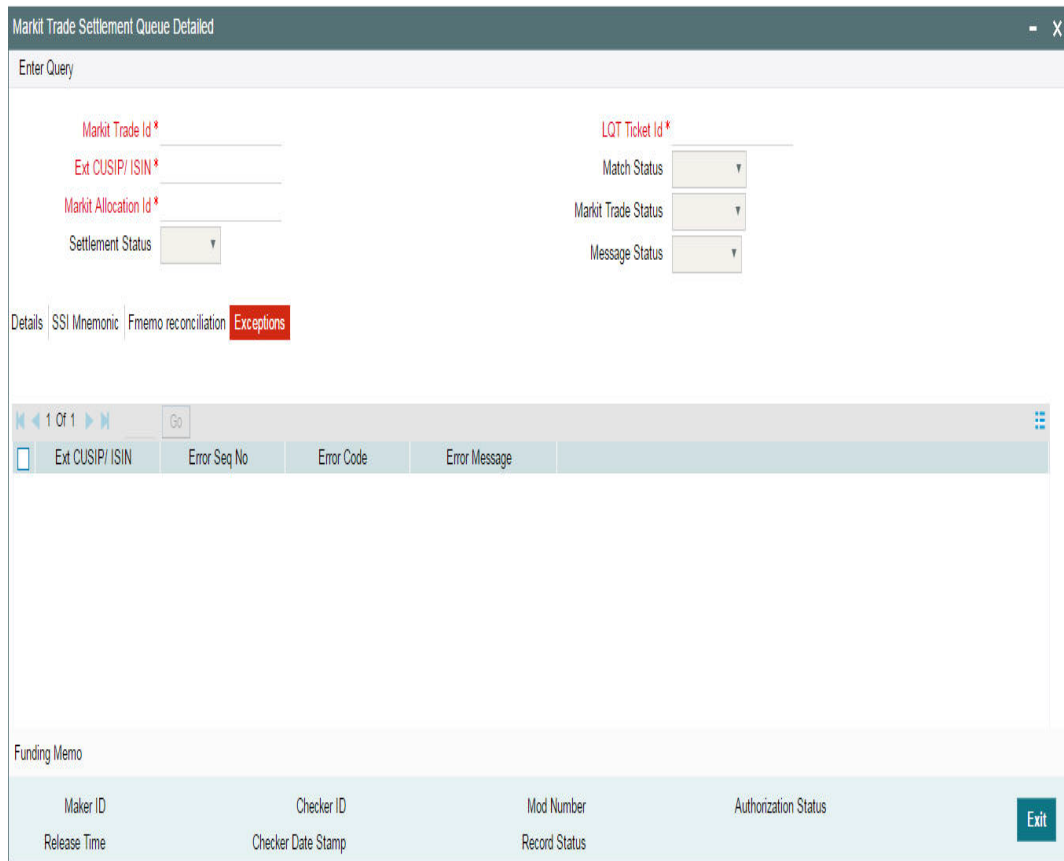 Markit Trade Settlement Queue Detailed
Enter Query
Markit Trade Id *
LQT Ticket Id *
Ext CUSIP/ ISIN *
Match Status
Markit Allocation Id *
Markit Trade Status
Settlement Status
Message Status
Details SSI Mnemonic Fmemo reconciliation Exceptions
1 Of 1 Go
Ext CUSIP/ ISIN Error Seq No Error Code Error Message
Funding Memo
Maker ID Checker ID Mod Number Authorization Status
Release Time Checker Date Stamp Record Status
Exit